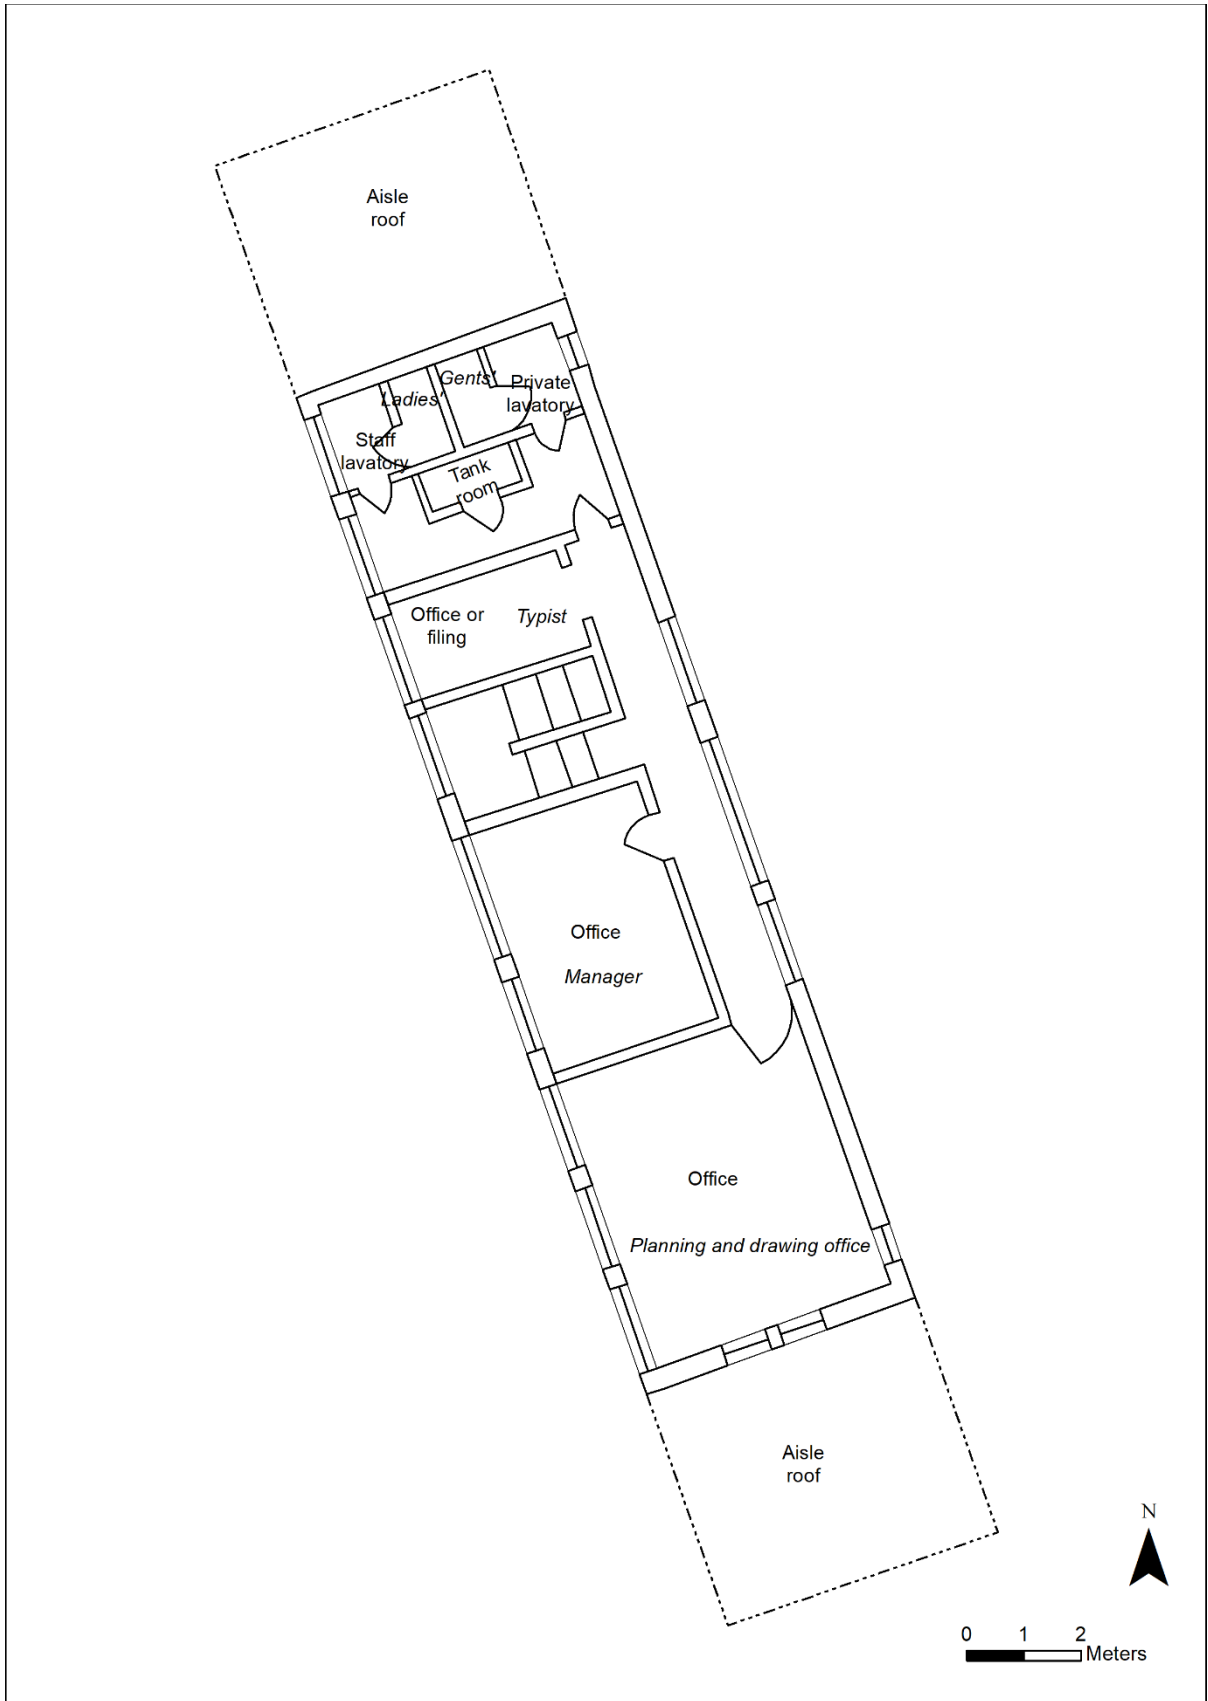 Aisle
roof
Gents'
Private
lavatory
Ladies'
Staff
lavatory
Tank
room
Office or
filing
Typist
Office
Manager
Office
Planning and drawing office
Aisle
roof
N
0 1 2
Meters